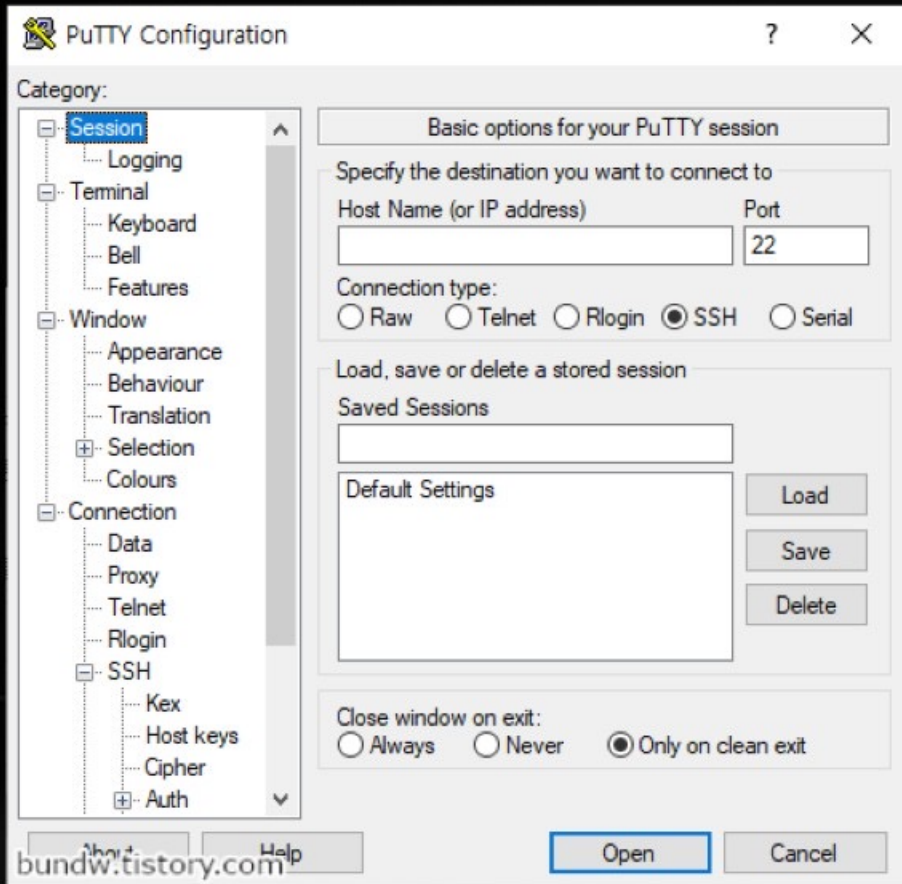 PuTTY Configuration
?
Category:
Session
Logging
Terminal
Keyboard
Bell
Features
Window
Appearance
Behaviour
Translation
Selection
Colours
Connection
Data
Proxy
Telnet
Rlogin
SSH
Kex
Host keys
Cipher
Auth
Basic options for your PuTTY session
Specify the destination you want to connect to
Host Name (or IP address) Port
22
Connection type:
Raw Telnet Rlogin SSH Serial
Load, save or delete a stored session
Saved Sessions
Default Settings
Load
Save
Delete
Close window on exit:
Always Never Only on clean exit
About Help Open Cancel
bundw.tistory.com